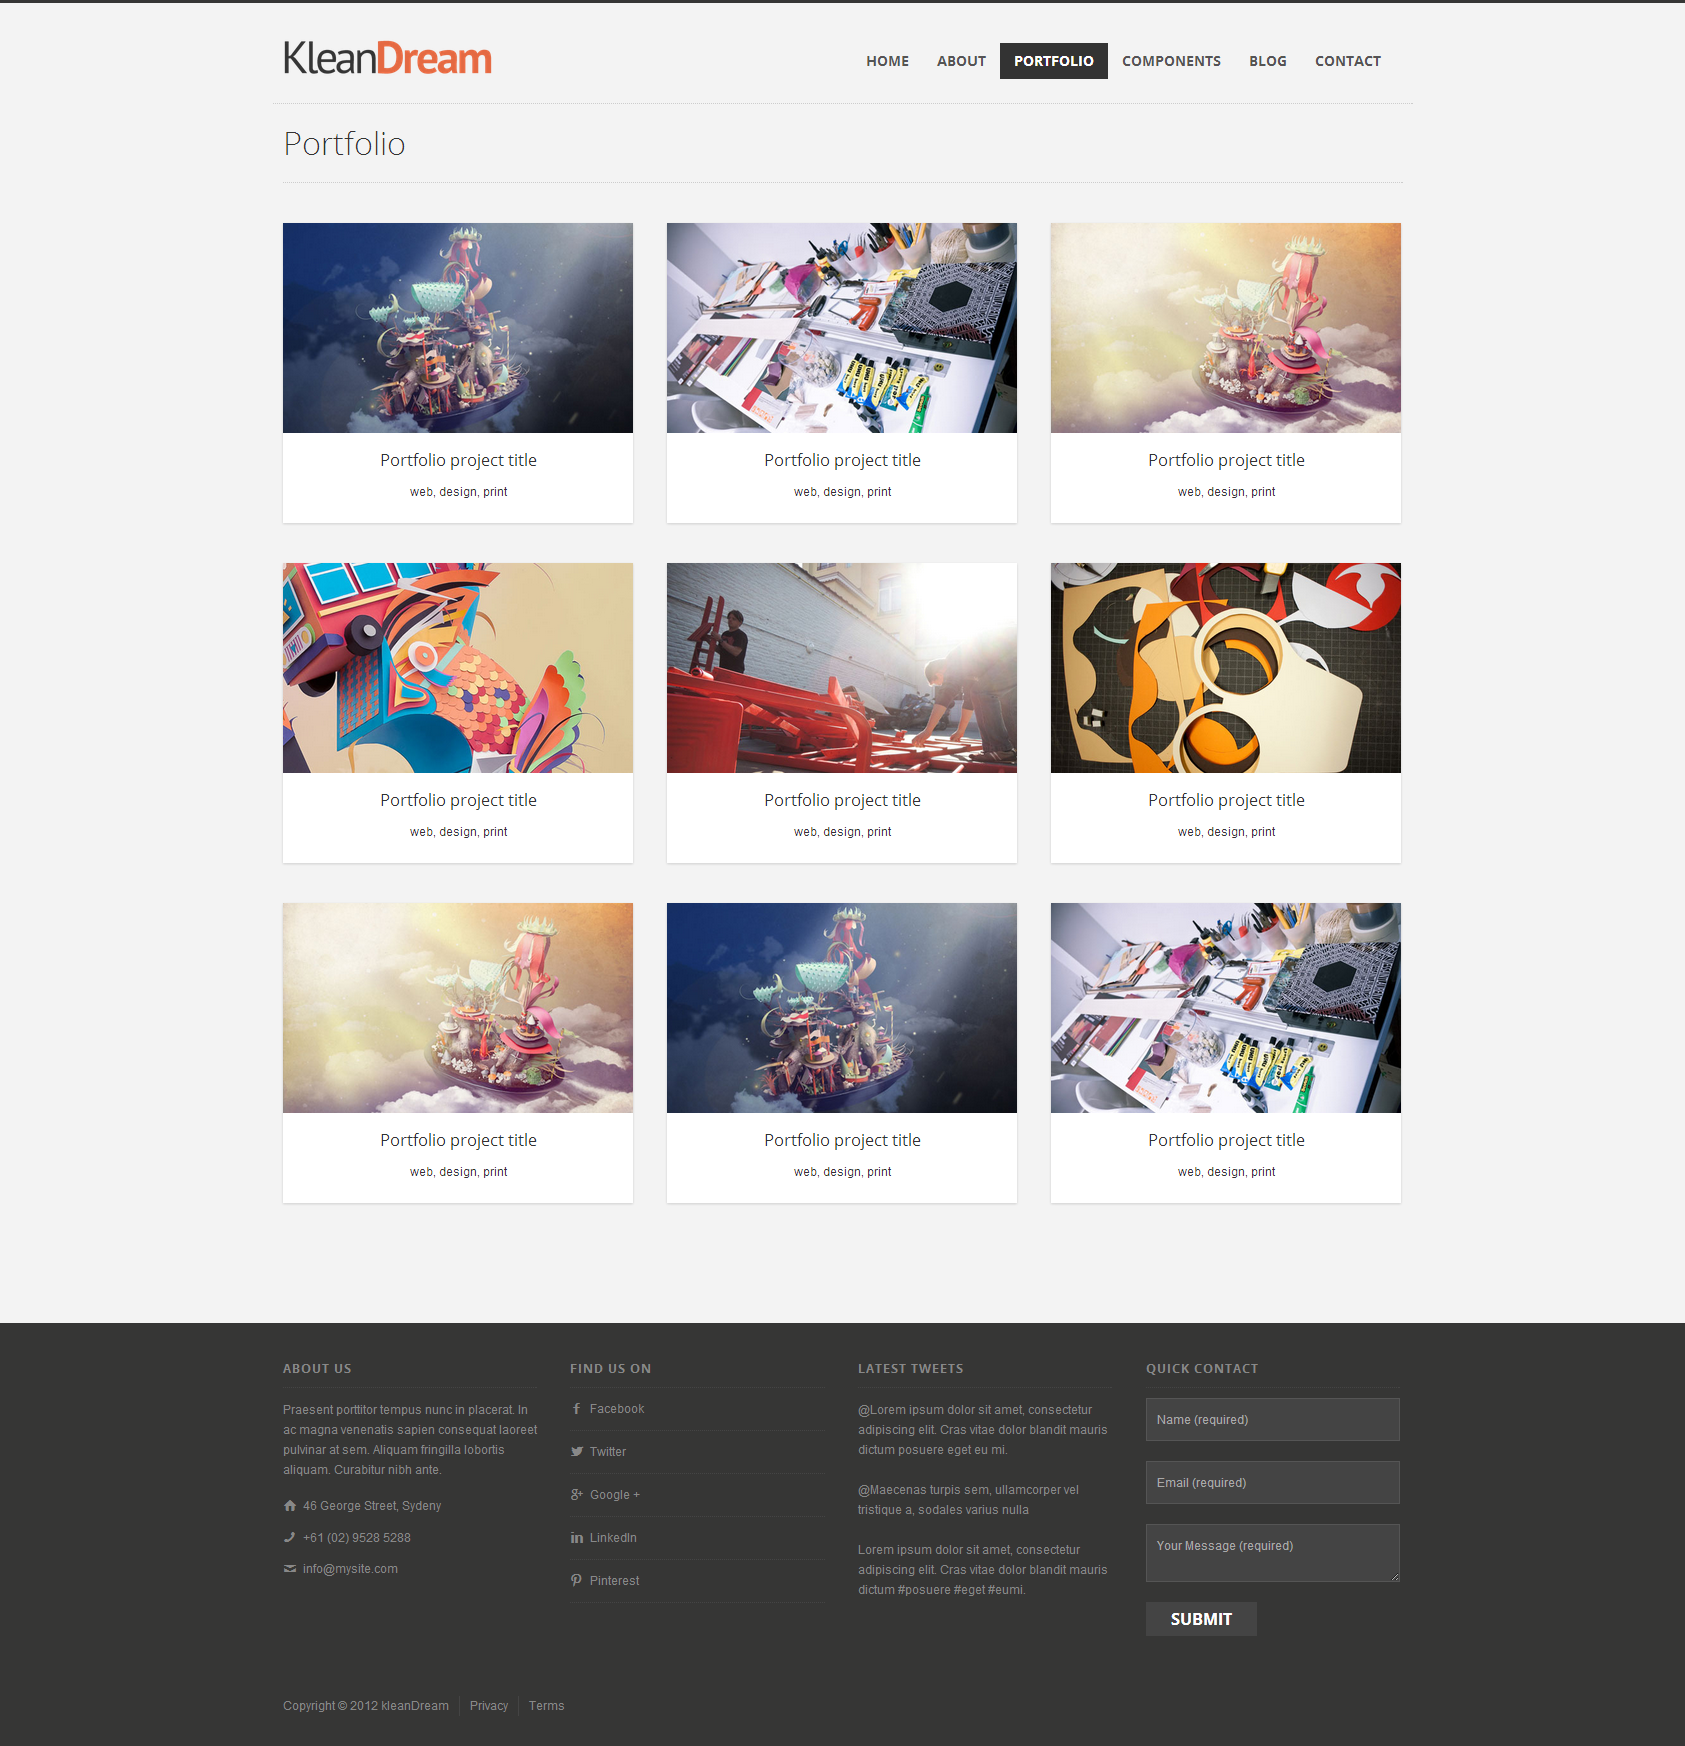 KleanDream
HOME ABOUT PORTFOLIO COMPONENTS BLOG CONTACT
Portfolio
Portfolio project title
web, design, print
Portfolio project title
web, design, print
Portfolio project title
web, design, print
Portfolio project title
web, design, print
Portfolio project title
web, design, print
Portfolio project title
web, design, print
Portfolio project title
web, design, print
Portfolio project title
web, design, print
Portfolio project title
web, design, print
ABOUT US
Praesent porttitor tempus nunc in placerat. In
ac magna venenatis sapien consequat laoreet
pulvinar at sem. Aliquam fringilla lobortis
aliquam. Curabitur nibh ante.
46 George Street, Sydeny
+61 (02) 9528 5288
info@mysite.com
FIND US ON
Facebook
Twitter
Google +
LinkedIn
Pinterest
LATEST TWEETS
@Lorem ipsum dolor sit amet, consectetur
adipiscing elit. Cras vitae dolor blandit mauris
dictum posuere eget eu mi.
@Maecenas turpis sem, ullamcorper vel
tristique a, sodales varius nulla
Lorem ipsum dolor sit amet, consectetur
adipiscing elit. Cras vitae dolor blandit mauris
dictum #posuere #eget #eumi.
QUICK CONTACT
Name (required)
Email (required)
Your Message (required)
SUBMIT
Copyright © 2012 kleanDream
Privacy
Terms